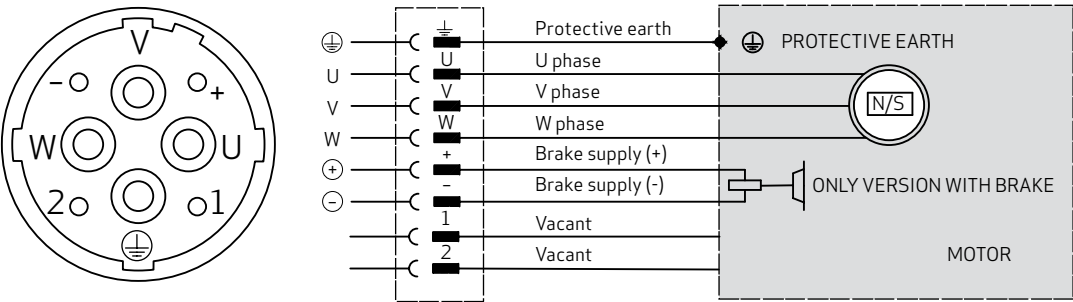 V
- +
W U
2 1
Protective earth PROTECTIVE EARTH
U U U phase
V V V phase N/S
W W W phase
+ + Brake supply (+)
- - Brake supply (-) ONLY VERSION WITH BRAKE
1 Vacant
2 Vacant MOTOR